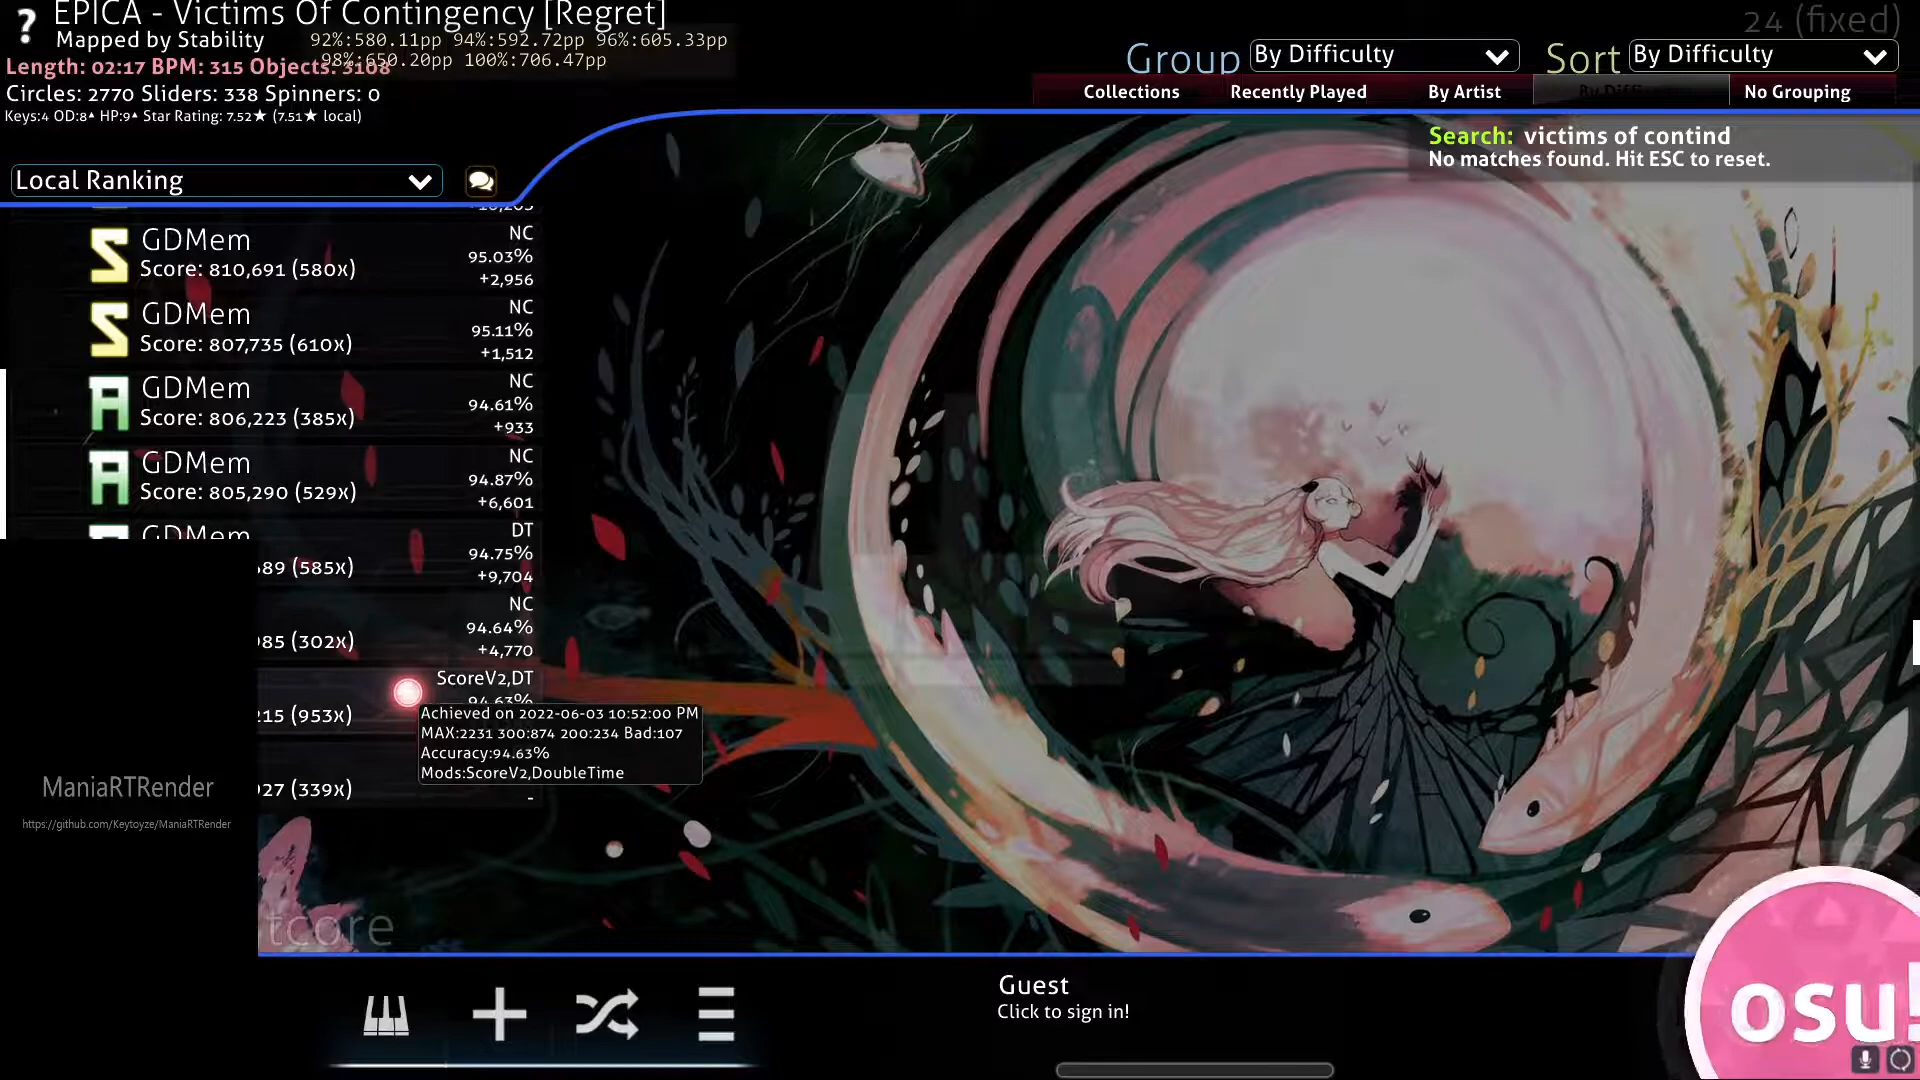 EPICA - Victims Of Contingency [Regret]
Mapped by Stability
92%:580.11pp 94%:592.72pp 96%:605.33pp
98%:650.20pp 100%:706.47pp
Length: 02:17 BPM: 315 Objects: 3108
Circles: 2770 Sliders: 338 Spinners: 0
Keys:4 OD:8 HP:9 Star Rating: 7.52★ (7.51★ local)
24 (fixed)
Group By Difficulty
Sort By Difficulty
Collections
Recently Played
By Artist
No Grouping
Search: victims of contind
No matches found. Hit ESC to reset.
Local Ranking
GDMem
Score: 810,691 (580x)
NC
95.03%
+2,956
GDMem
Score: 807,735 (610x)
NC
95.11%
+1,512
GDMem
Score: 806,223 (385x)
NC
94.61%
+933
GDMem
Score: 805,290 (529x)
NC
94.87%
+6,601
GDMem
89 (585x)
DT
94.75%
+9,704
85 (302x)
NC
94.64%
+4,770
215 (953x)
ScoreV2,DT
94.63%
Achieved on 2022-06-03 10:52:00 PM
MAX:2231 300:874 200:234 Bad:107
Accuracy:94.63%
Mods:ScoreV2,DoubleTime
27 (339x)
-
ManiaRTRender
https://github.com/Keytoyze/ManiaRTRender
tcore
Guest
Click to sign in!
osu!